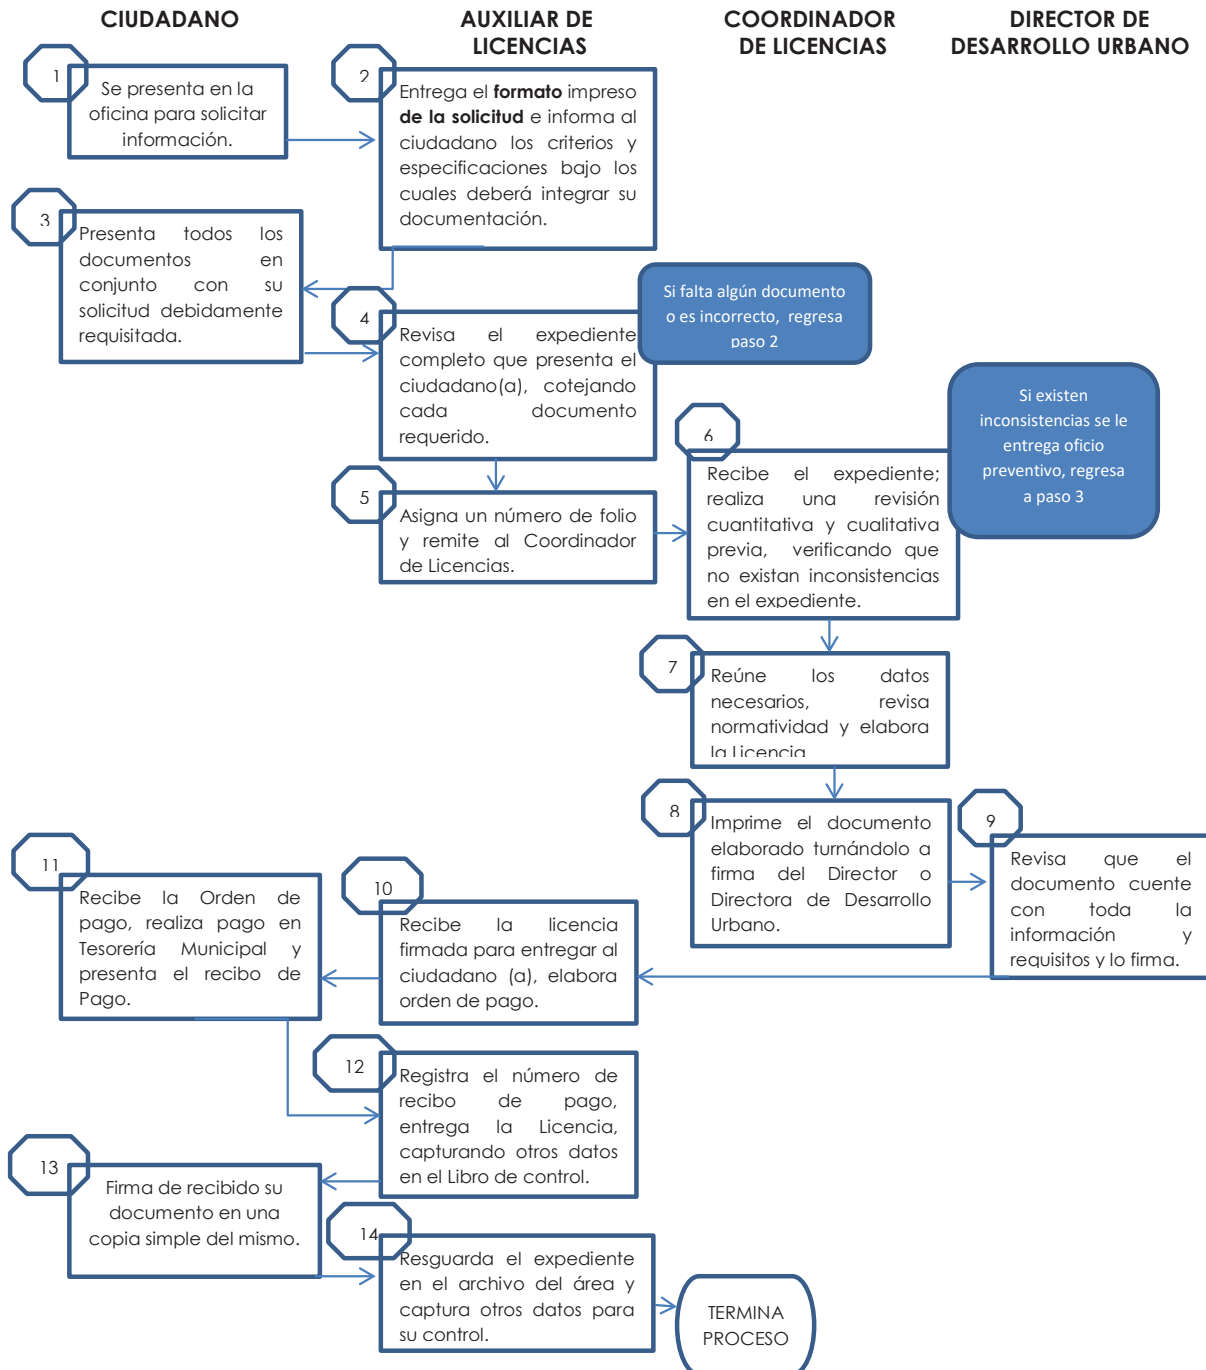 CIUDADANO
AUXILIAR DE
LICENCIAS
COORDINADOR
DE LICENCIAS
DIRECTOR DE
DESARROLLO URBANO
1
Se presenta en la
oficina para solicitar
información.
2
Entrega el formato impreso
de la solicitud e informa al
ciudadano los criterios y
especificaciones bajo los
cuales deberá integrar su
documentación.
3
Presenta todos los
documentos en
conjunto con su
solicitud debidamente
requisitada.
4
Revisa el expediente
completo que presenta el
ciudadano(a), cotejando
cada documento
requerido.
Si falta algún documento
o es incorrecto, regresa
paso 2
5
Asigna un número de folio
y remite al Coordinador
de Licencias.
6
Recibe el expediente;
realiza una revisión
cuantitativa y cualitativa
previa, verificando que
no existan inconsistencias
en el expediente.
Si existen
inconsistencias se le
entrega oficio
preventivo, regresa
a paso 3
7
Reúne los datos
necesarios, revisa
normatividad y elabora
la Licencia
8
Imprime el documento
elaborado turnándolo a
firma del Director o
Directora de Desarrollo
Urbano.
9
Revisa que el
documento cuente
con toda la
información y
requisitos y lo firma.
10
Recibe la licencia
firmada para entregar al
ciudadano (a), elabora
orden de pago.
11
Recibe la Orden de
pago, realiza pago en
Tesorería Municipal y
presenta el recibo de
Pago.
12
Registra el número de
recibo de pago,
entrega la Licencia,
capturando otros datos
en el Libro de control.
13
Firma de recibido su
documento en una
copia simple del mismo.
14
Resguarda el expediente
en el archivo del área y
captura otros datos para
su control.
TERMINA
PROCESO